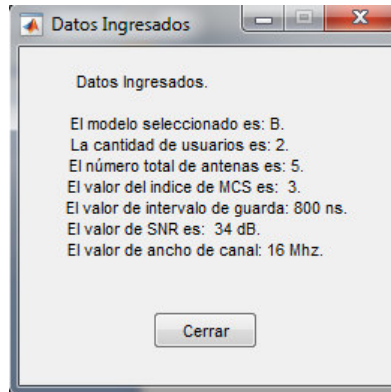 Datos Ingresados
Datos Ingresados.
El modelo seleccionado es: B.
La cantidad de usuarios es: 2.
El número total de antenas es: 5.
El valor del indice de MCS es: 3.
El valor de intervalo de guarda: 800 ns.
El valor de SNR es: 34 dB.
El valor de ancho de canal: 16 Mhz.
Cerrar